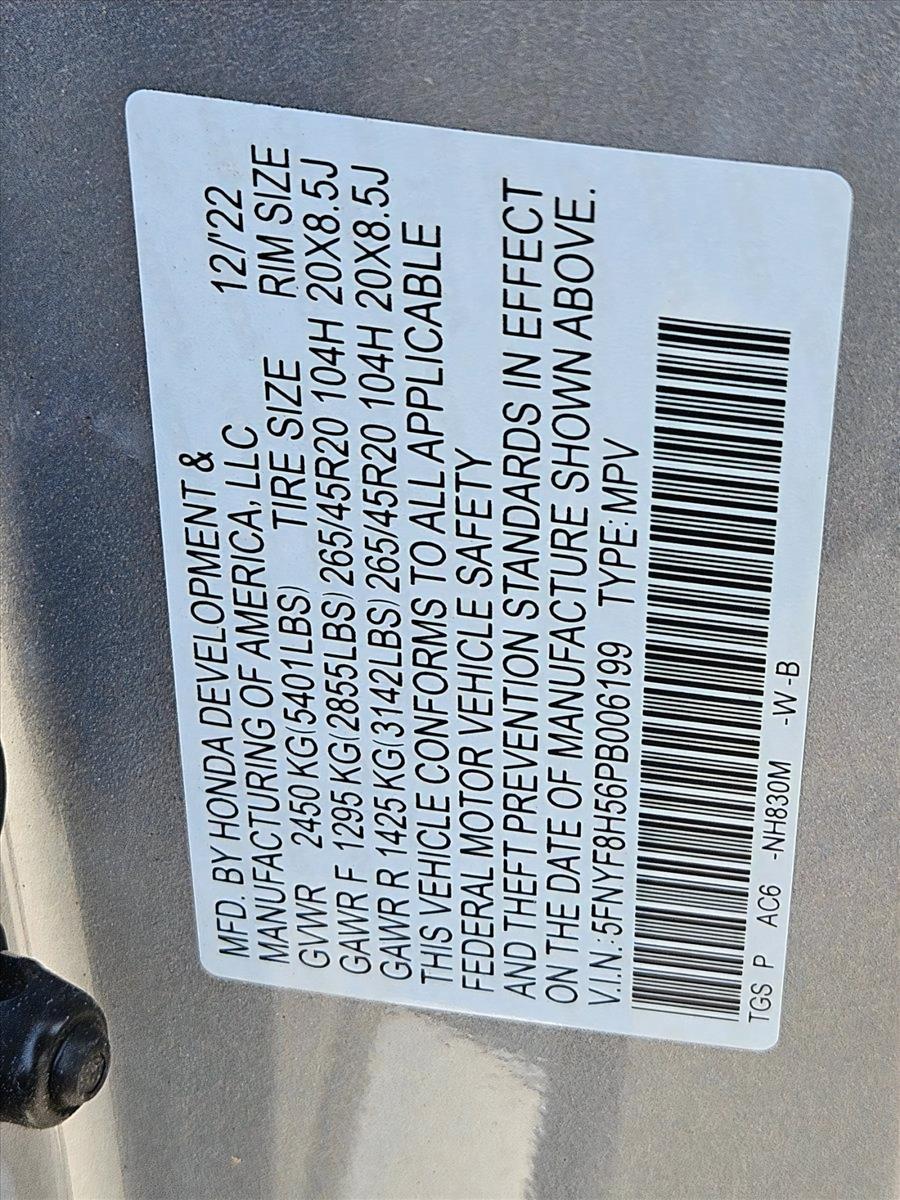 MFD. BY HONDA DEVELOPMENT &
MANUFACTURING OF AMERICA, LLC 12/'22
GVWR 2450 KG(5401LBS) TIRE SIZE RIM SIZE
GAWR F 1295 KG(2855LBS) 265/45R20 104H 20X8.5J
GAWR R 1425 KG(3142LBS) 265/45R20 104H 20X8.5J
THIS VEHICLE CONFORMS TO ALL APPLICABLE
FEDERAL MOTOR VEHICLE SAFETY
AND THEFT PREVENTION STANDARDS IN EFFECT
ON THE DATE OF MANUFACTURE SHOWN ABOVE.
V.I.N.: 5FNYF8H56PB006199 TYPE: MPV
TGS P AC6 -NH830M -W -B